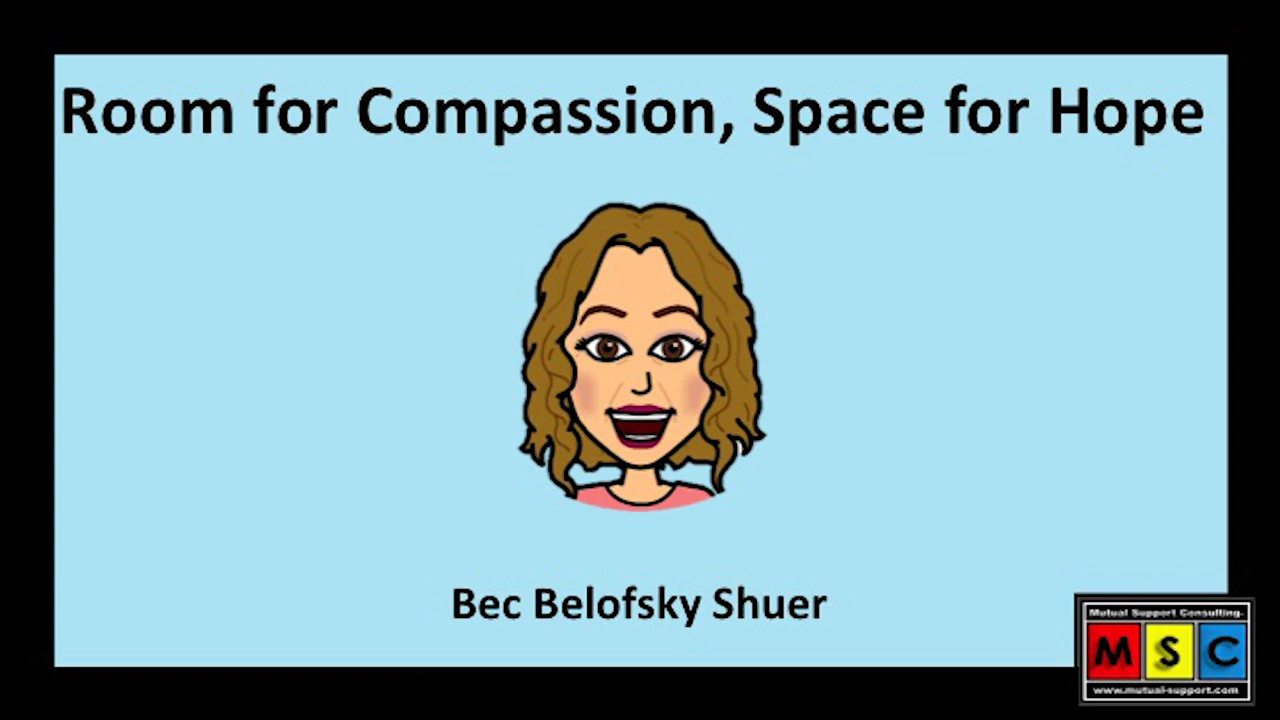 Room for Compassion, Space for Hope
Bec Belofsky Shuer
Mutual Support Consulting.
M S C
www.mutual-support.com